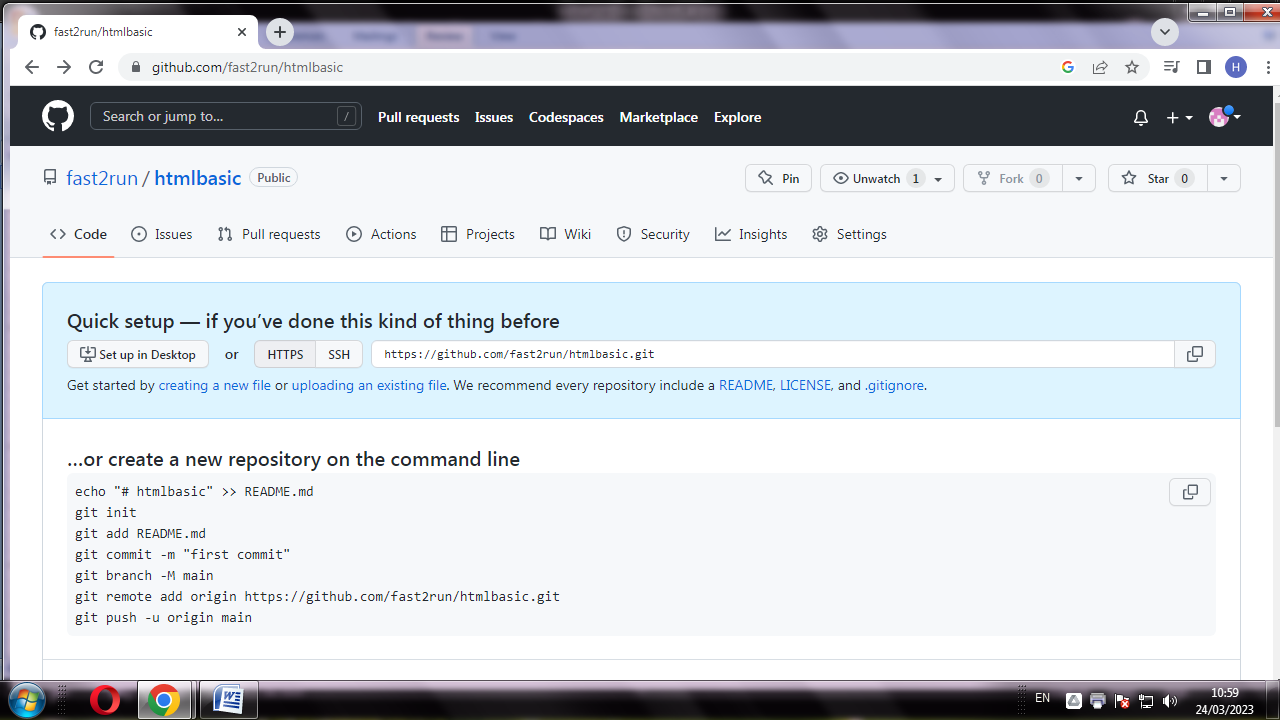 fast2run/htmlbasic
github.com/fast2run/htmlbasic
H
Search or jump to... /
Pull requests Issues Codespaces Marketplace Explore
fast2run / htmlbasic Public
Pin Unwatch 1 Fork 0 Star 0
Code Issues Pull requests Actions Projects Wiki Security Insights Settings
Quick setup — if you’ve done this kind of thing before
Set up in Desktop or HTTPS SSH https://github.com/fast2run/htmlbasic.git
Get started by creating a new file or uploading an existing file. We recommend every repository include a README, LICENSE, and .gitignore.
…or create a new repository on the command line
echo "# htmlbasic" >> README.md
git init
git add README.md
git commit -m "first commit"
git branch -M main
git remote add origin https://github.com/fast2run/htmlbasic.git
git push -u origin main
EN
10:59
24/03/2023